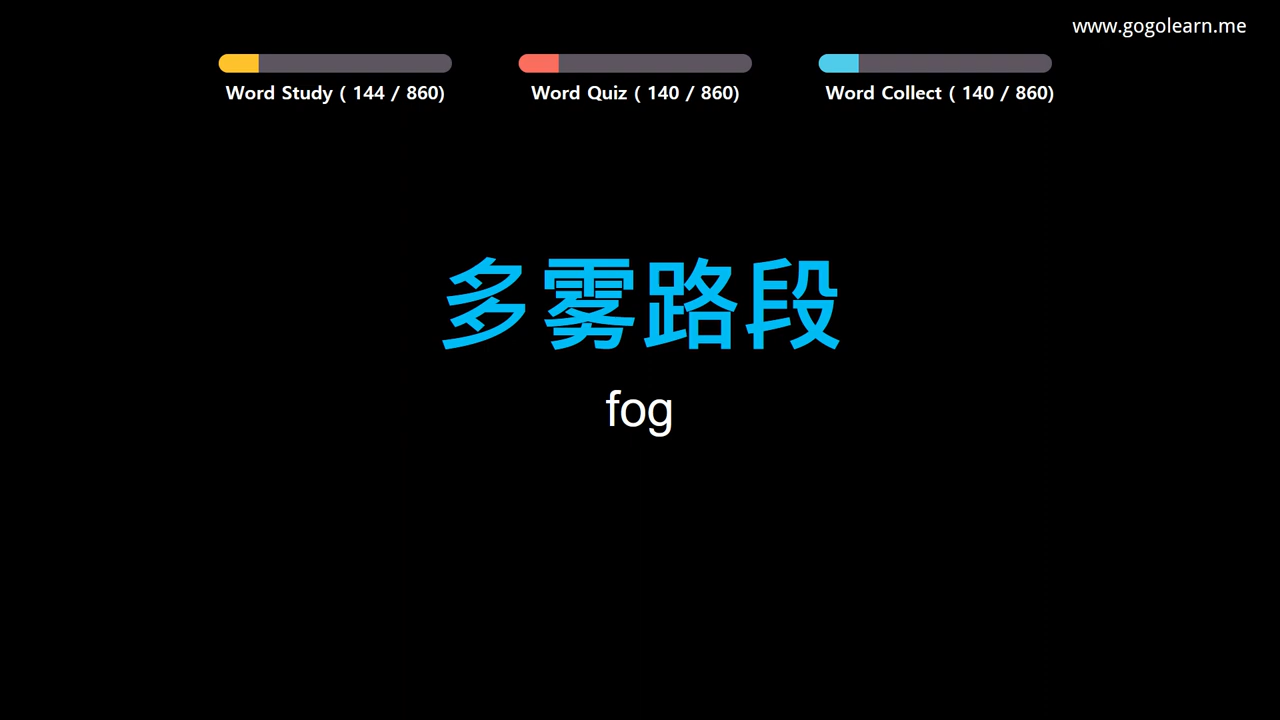 www.gogolearn.me
Word Study ( 144 / 860)
Word Quiz ( 140 / 860)
Word Collect ( 140 / 860)
多雾路段
fog